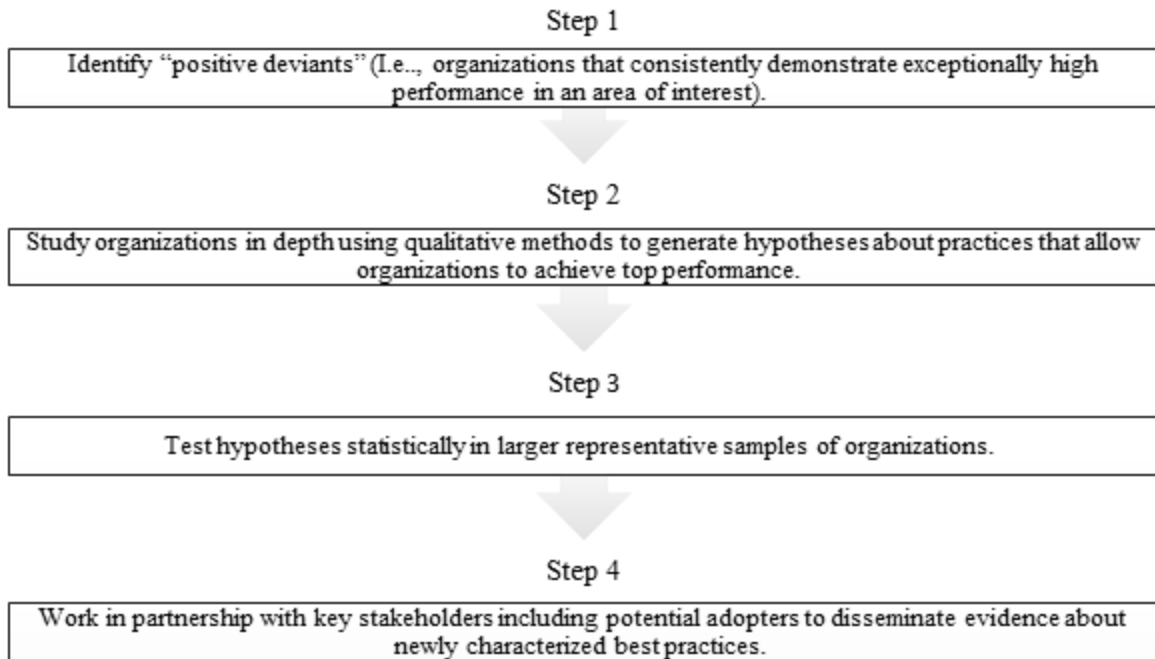 Step 1
Identify “positive deviants” (I.e.., organizations that consistently demonstrate exceptionally high
performance in an area of interest).
Step 2
Study organizations in depth using qualitative methods to generate hypotheses about practices that allow
organizations to achieve top performance.
Step 3
Test hypotheses statistically in larger representative samples of organizations.
Step 4
Work in partnership with key stakeholders including potential adopters to disseminate evidence about
newly characterized best practices.